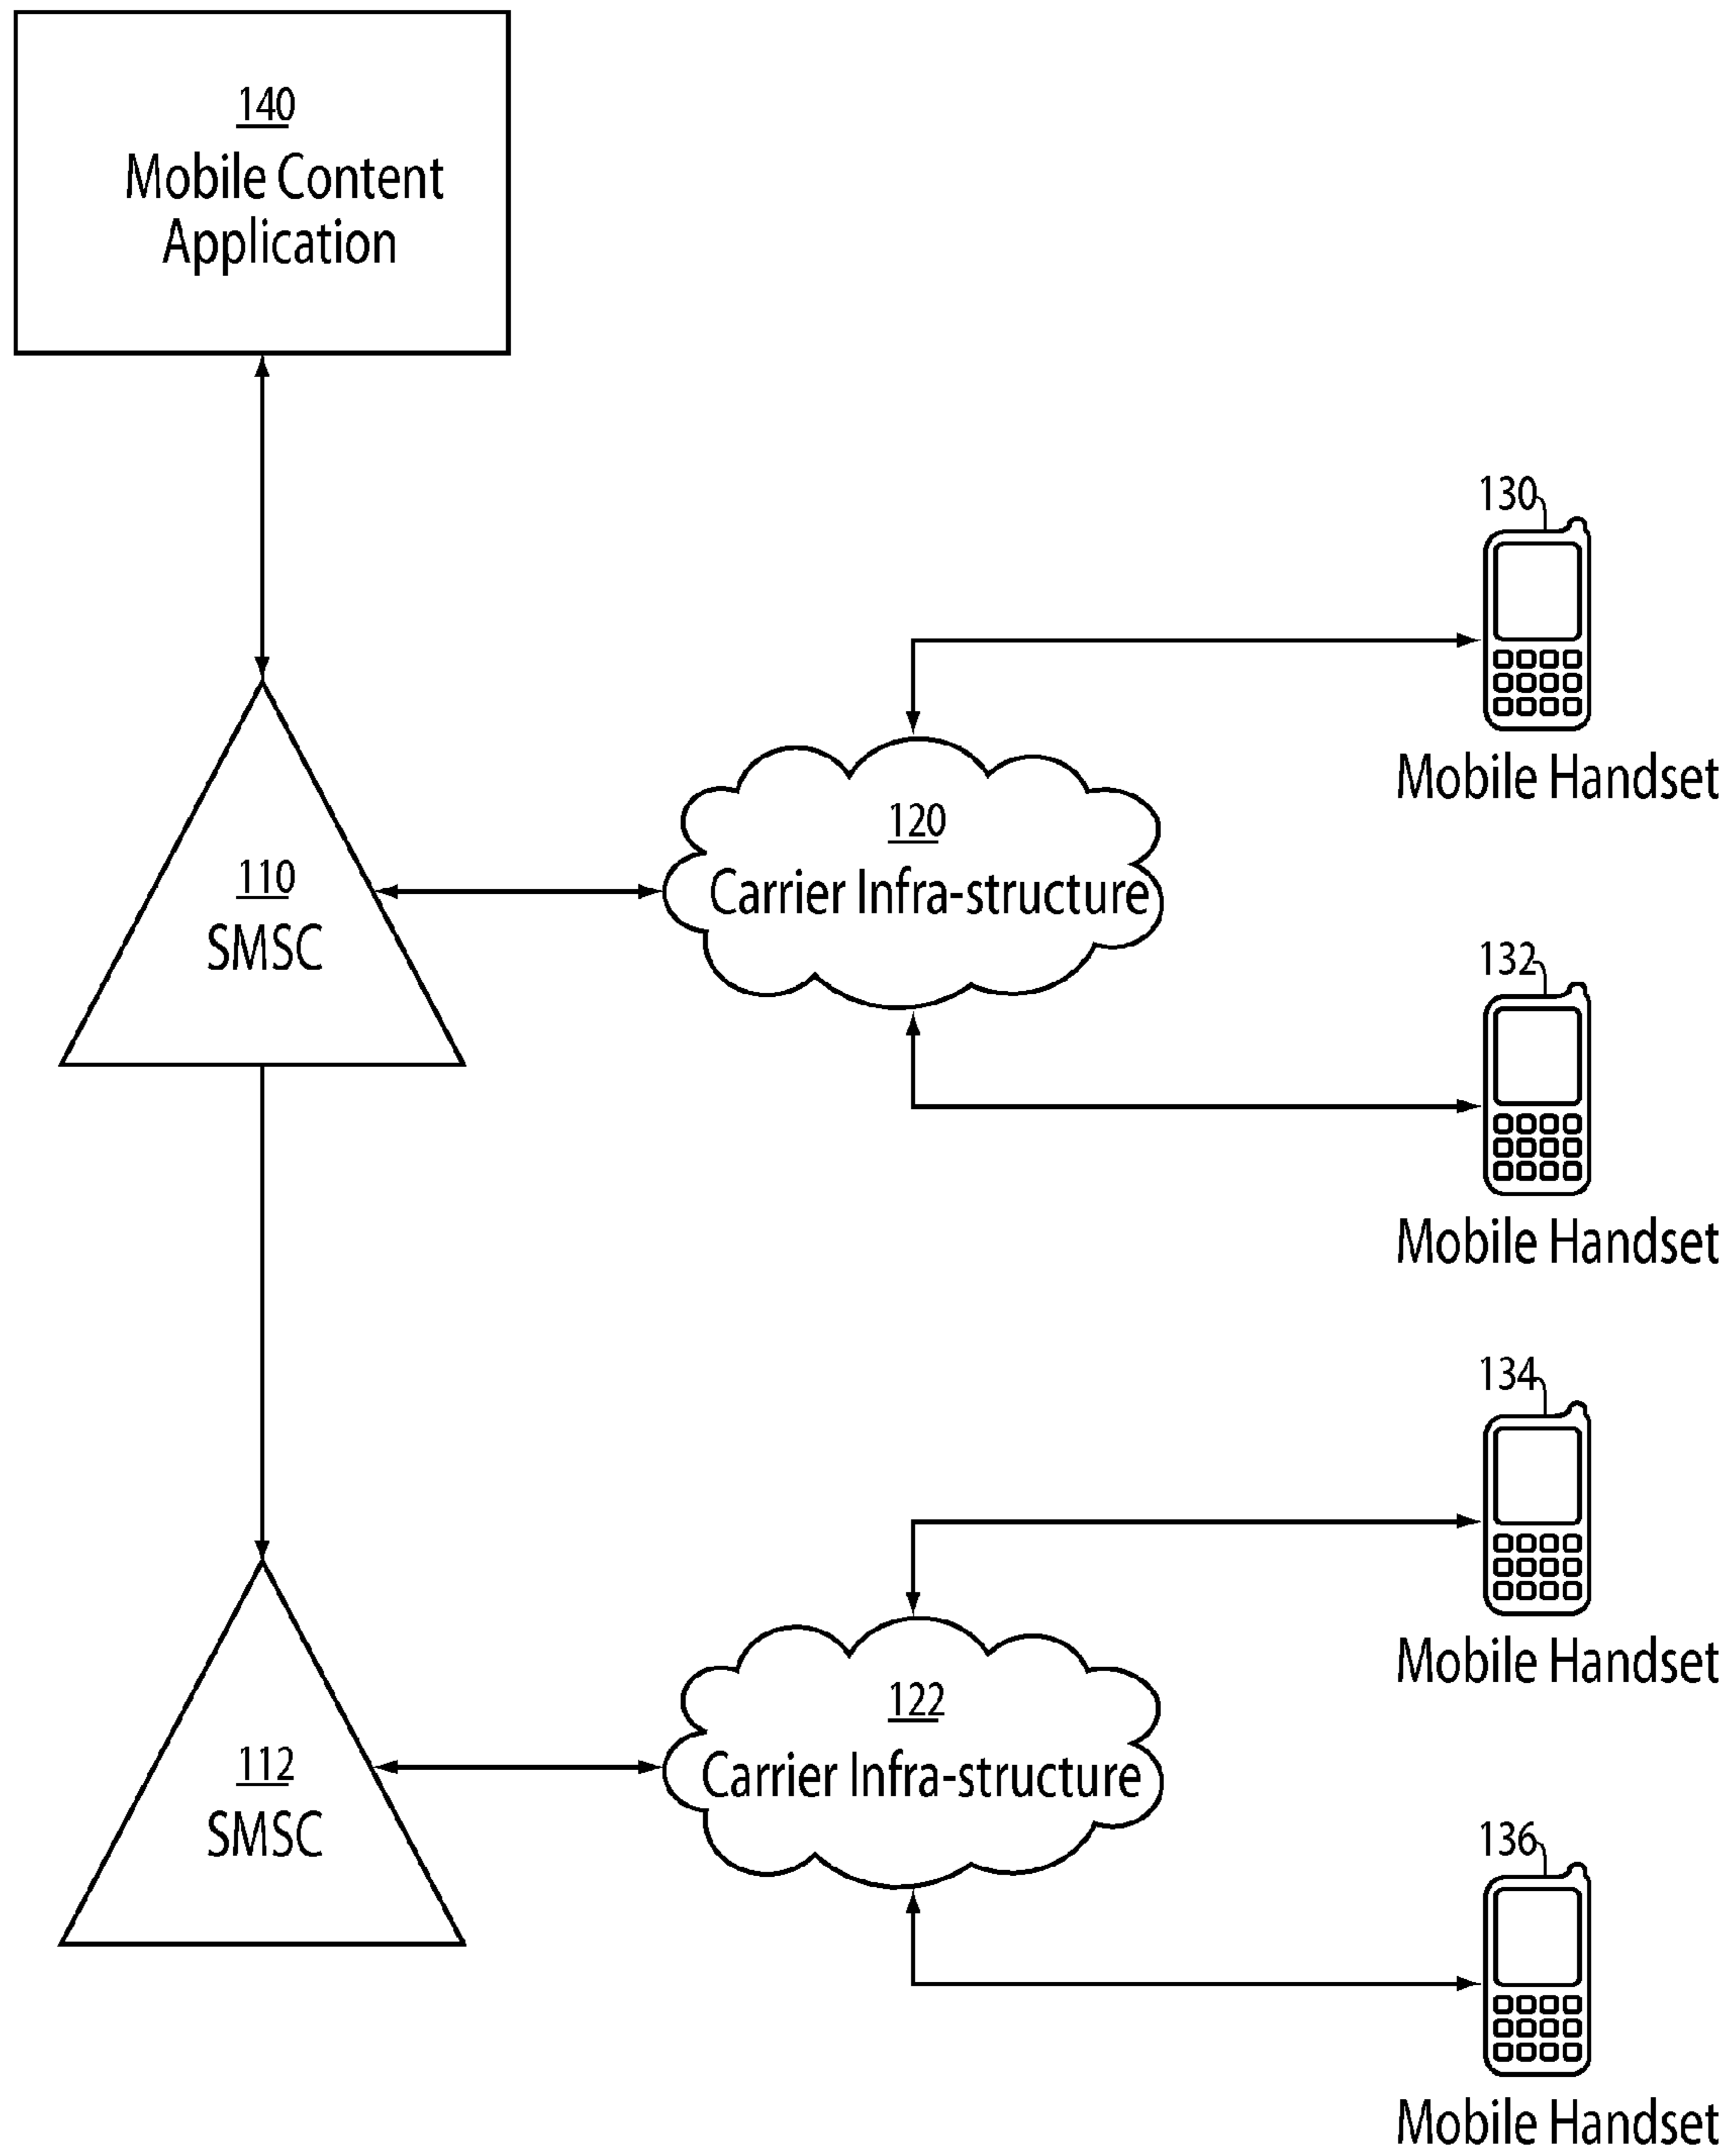 140
Mobile Content
Application
130
Mobile Handset
120
Carrier Infra-structure
110
SMSC
132
Mobile Handset
134
Mobile Handset
122
Carrier Infra-structure
112
SMSC
136
Mobile Handset